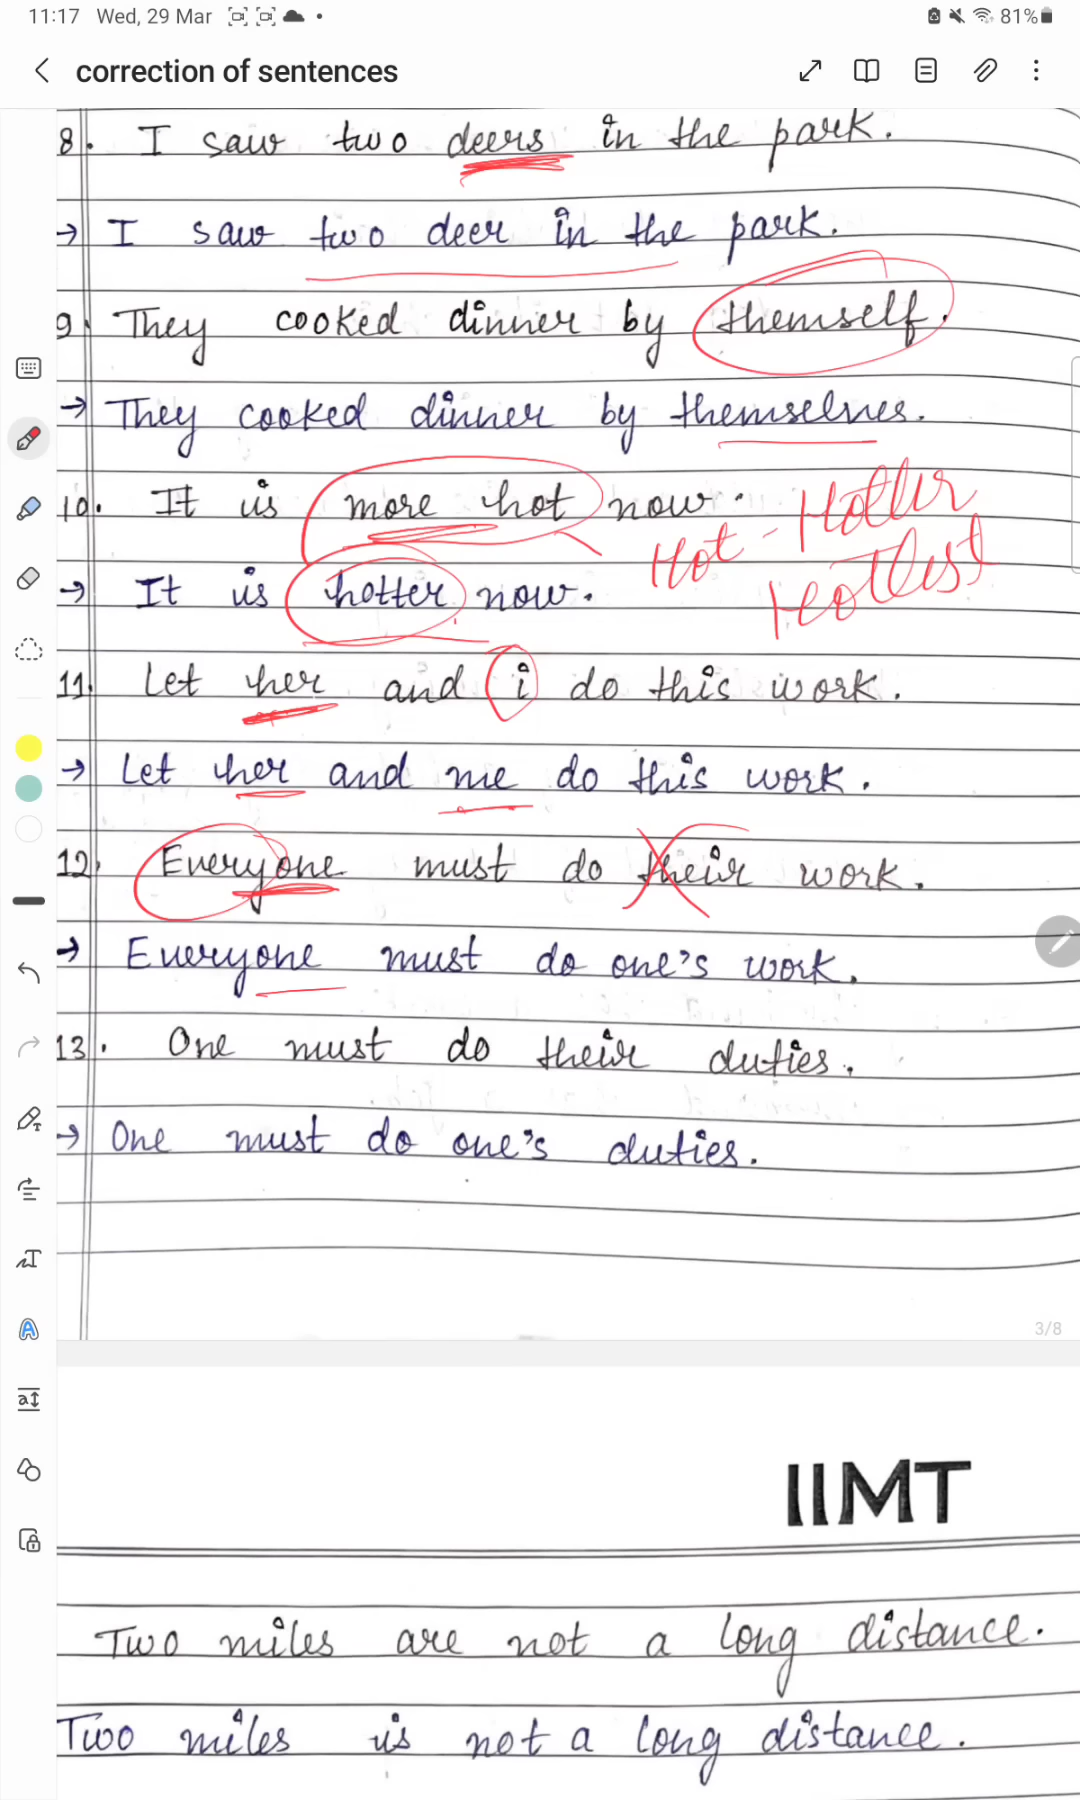 11:17 Wed, 29 Mar 81%
correction of sentences
8. I saw two deers in the park.
→ I saw two deer in the park.
9. They cooked dinner by themself.
→ They cooked dinner by themselves.
10. It is more hot now. Hot - Hotter
Hottest
→ It is hotter now.
11. Let her and i do this work.
→ Let her and me do this work.
12. Everyone must do their work.
→ Everyone must do one's work.
13. One must do their duties.
→ One must do one's duties.
3/8
IIMT
Two miles are not a long distance.
Two miles is not a long distance.